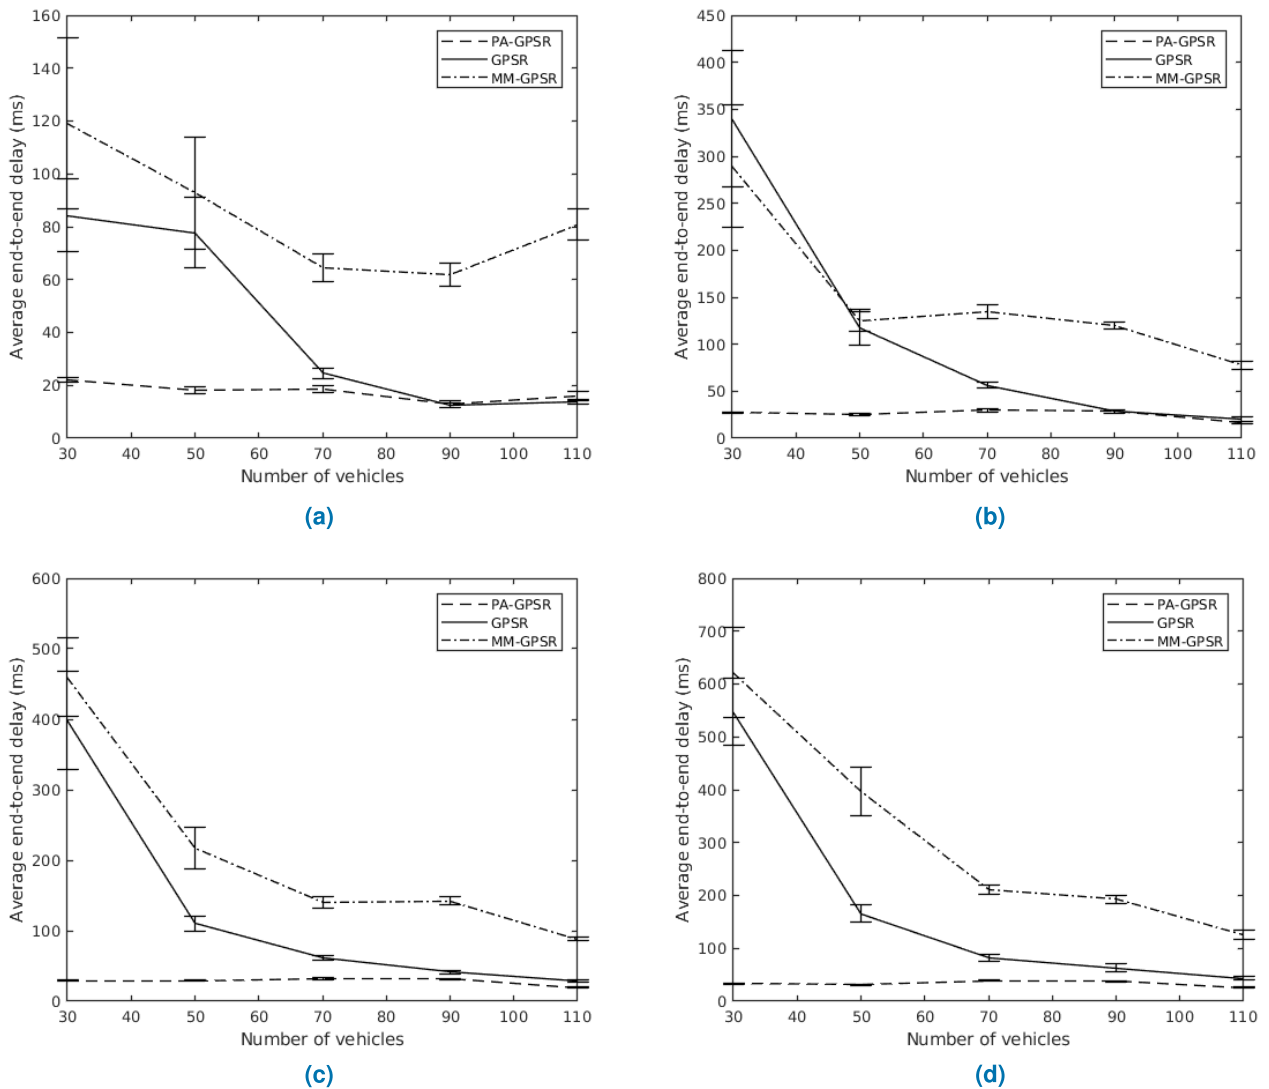 160
140
120
100
80
60
40
20
0
Average end-to-end delay (ms)
PA-GPSR
GPSR
MM-GPSR
30 40 50 60 70 80 90 100 110
Number of vehicles
(a)
450
400
350
300
250
200
150
100
50
0
Average end-to-end delay (ms)
PA-GPSR
GPSR
MM-GPSR
30 40 50 60 70 80 90 100 110
Number of vehicles
(b)
600
500
400
300
200
100
0
Average end-to-end delay (ms)
PA-GPSR
GPSR
MM-GPSR
30 40 50 60 70 80 90 100 110
Number of vehicles
(c)
800
700
600
500
400
300
200
100
0
Average end-to-end delay (ms)
PA-GPSR
GPSR
MM-GPSR
30 40 50 60 70 80 90 100 110
Number of vehicles
(d)